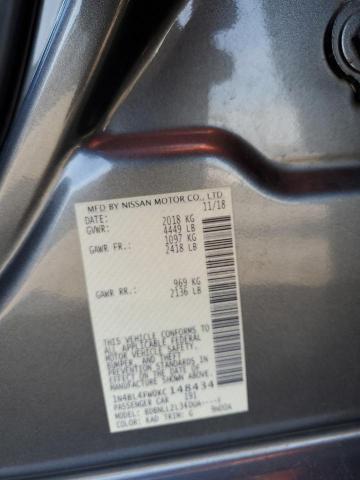 MFD BY NISSAN MOTOR CO., LTD
DATE: 11/18
GVWR: 2018 KG
4449 LB
GAWR FR.: 1097 KG
2418 LB
GAWR RR.: 969 KG
2136 LB
THIS VEHICLE CONFORMS TO
ALL APPLICABLE FEDERAL
MOTOR VEHICLE SAFETY,
BUMPER, AND THEFT
PREVENTION STANDARDS
IN EFFECT ON THE DATE OF
MANUFACTURE SHOWN ABOVE.
148434
PASSENGER CAR 191
MODEL:
KAD TRIM: G